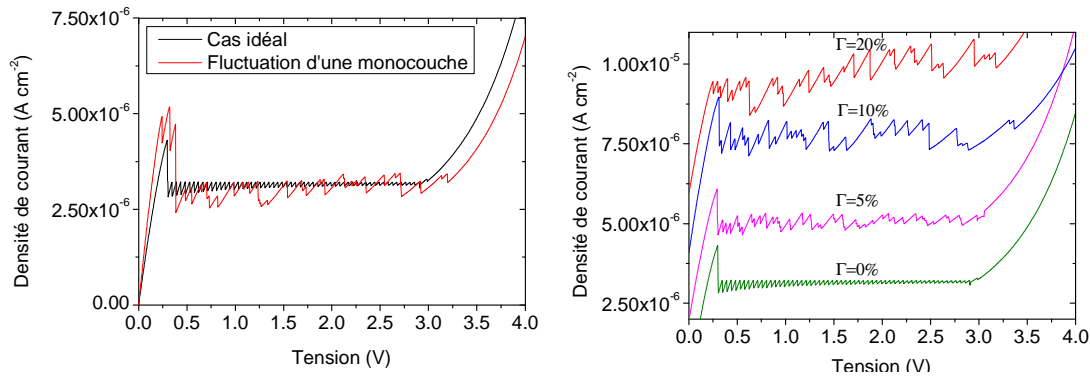 7.50x10⁻⁶
5.00x10⁻⁶
2.50x10⁻⁶
0.00
Densité de courant (A cm⁻²)
Cas idéal
Fluctuation d'une monocouche
0.0 0.5 1.0 1.5 2.0 2.5 3.0 3.5 4.0
Tension (V)
1.00x10⁻⁵
7.50x10⁻⁶
5.00x10⁻⁶
2.50x10⁻⁶
Densité de courant (A cm⁻²)
Γ=20%
Γ=10%
Γ=5%
Γ=0%
0.0 0.5 1.0 1.5 2.0 2.5 3.0 3.5 4.0
Tension (V)